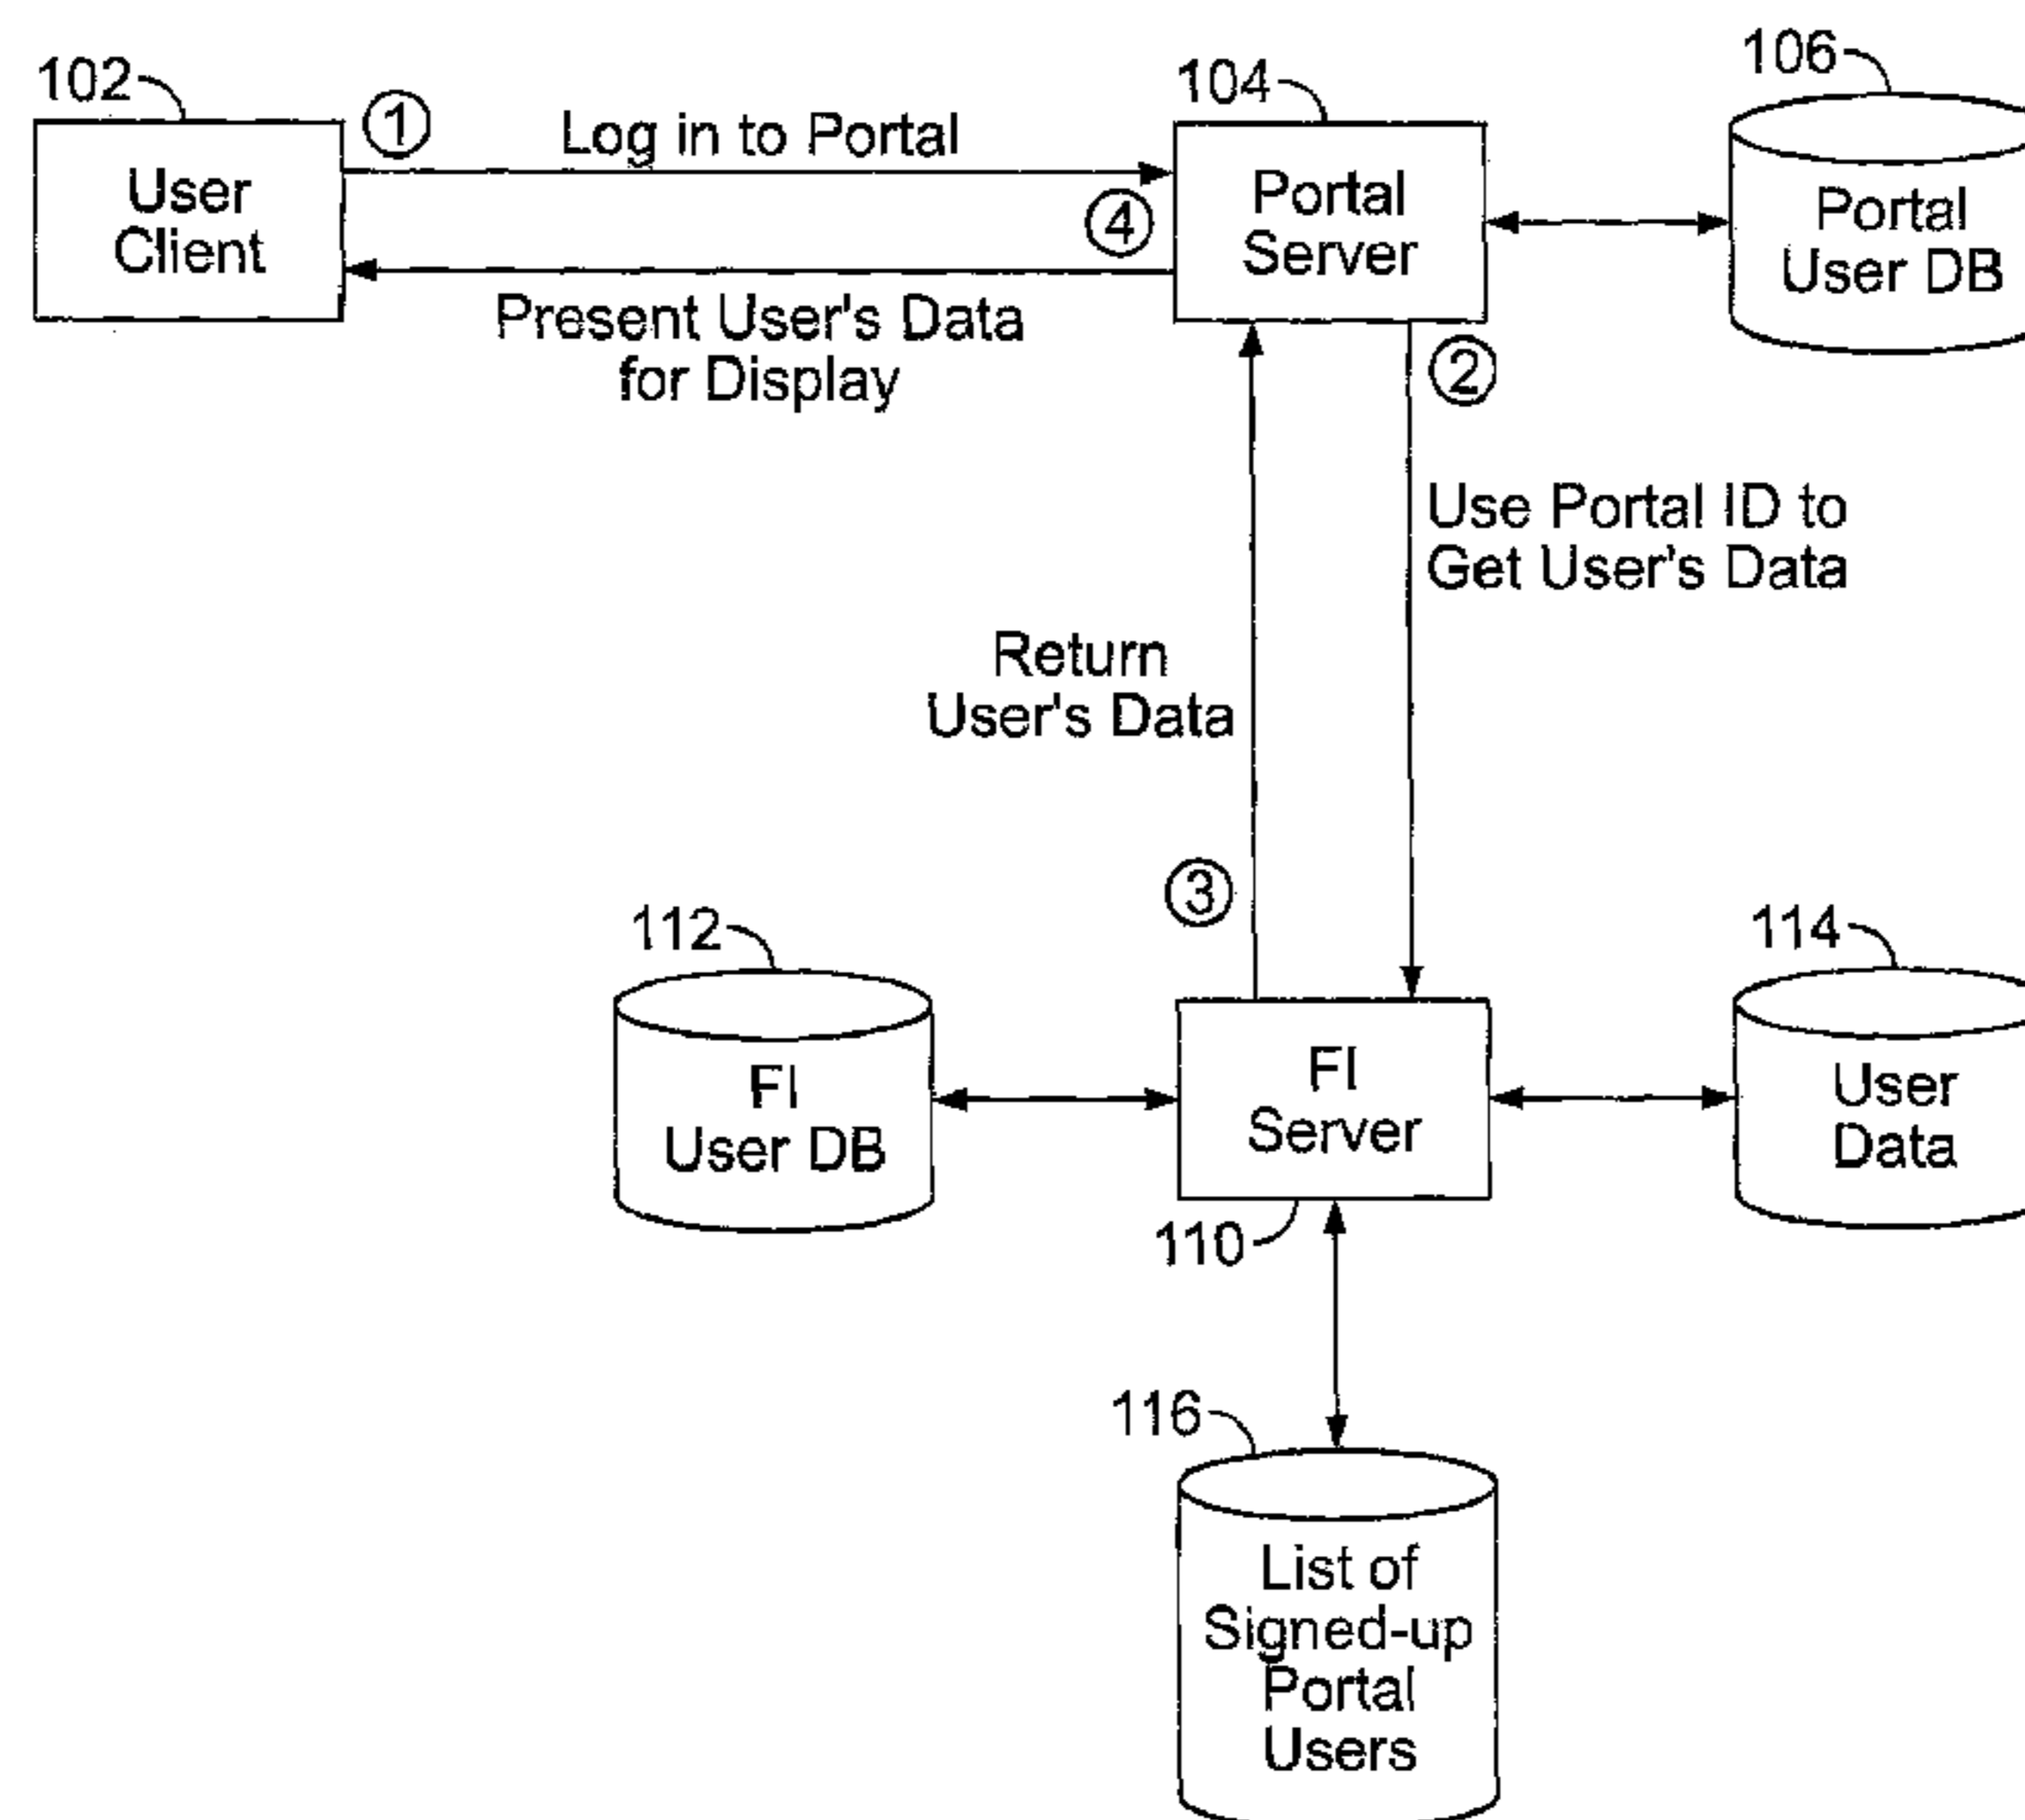 102
①
Log in to Portal
104
106
User
Client
④
Portal
Server
Portal
User DB
Present User's Data
for Display
②
Use Portal ID to
Get User's Data
Return
User's Data
③
112
114
FI
User DB
FI
Server
User
Data
110
116
List of
Signed-up
Portal
Users